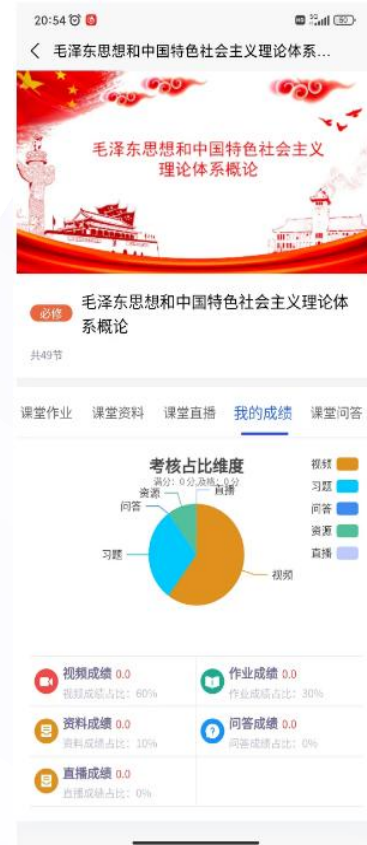 20:54
5G
60
毛泽东思想和中国特色社会主义理论体系...
毛泽东思想和中国特色社会主义
理论体系概论
必修
毛泽东思想和中国特色社会主义理论体
系概论
共49节
课堂作业 课堂资料 课堂直播 我的成绩 课堂问答
考核占比维度
满分：0分,及格：0分
视频
习题
问答
资源
直播
直播
资源
问答
习题
视频
视频成绩 0.0
视频成绩占比：60%
作业成绩 0.0
作业成绩占比：30%
资料成绩 0.0
资料成绩占比：10%
问答成绩 0.0
问答成绩占比：0%
直播成绩 0.0
直播成绩占比：0%